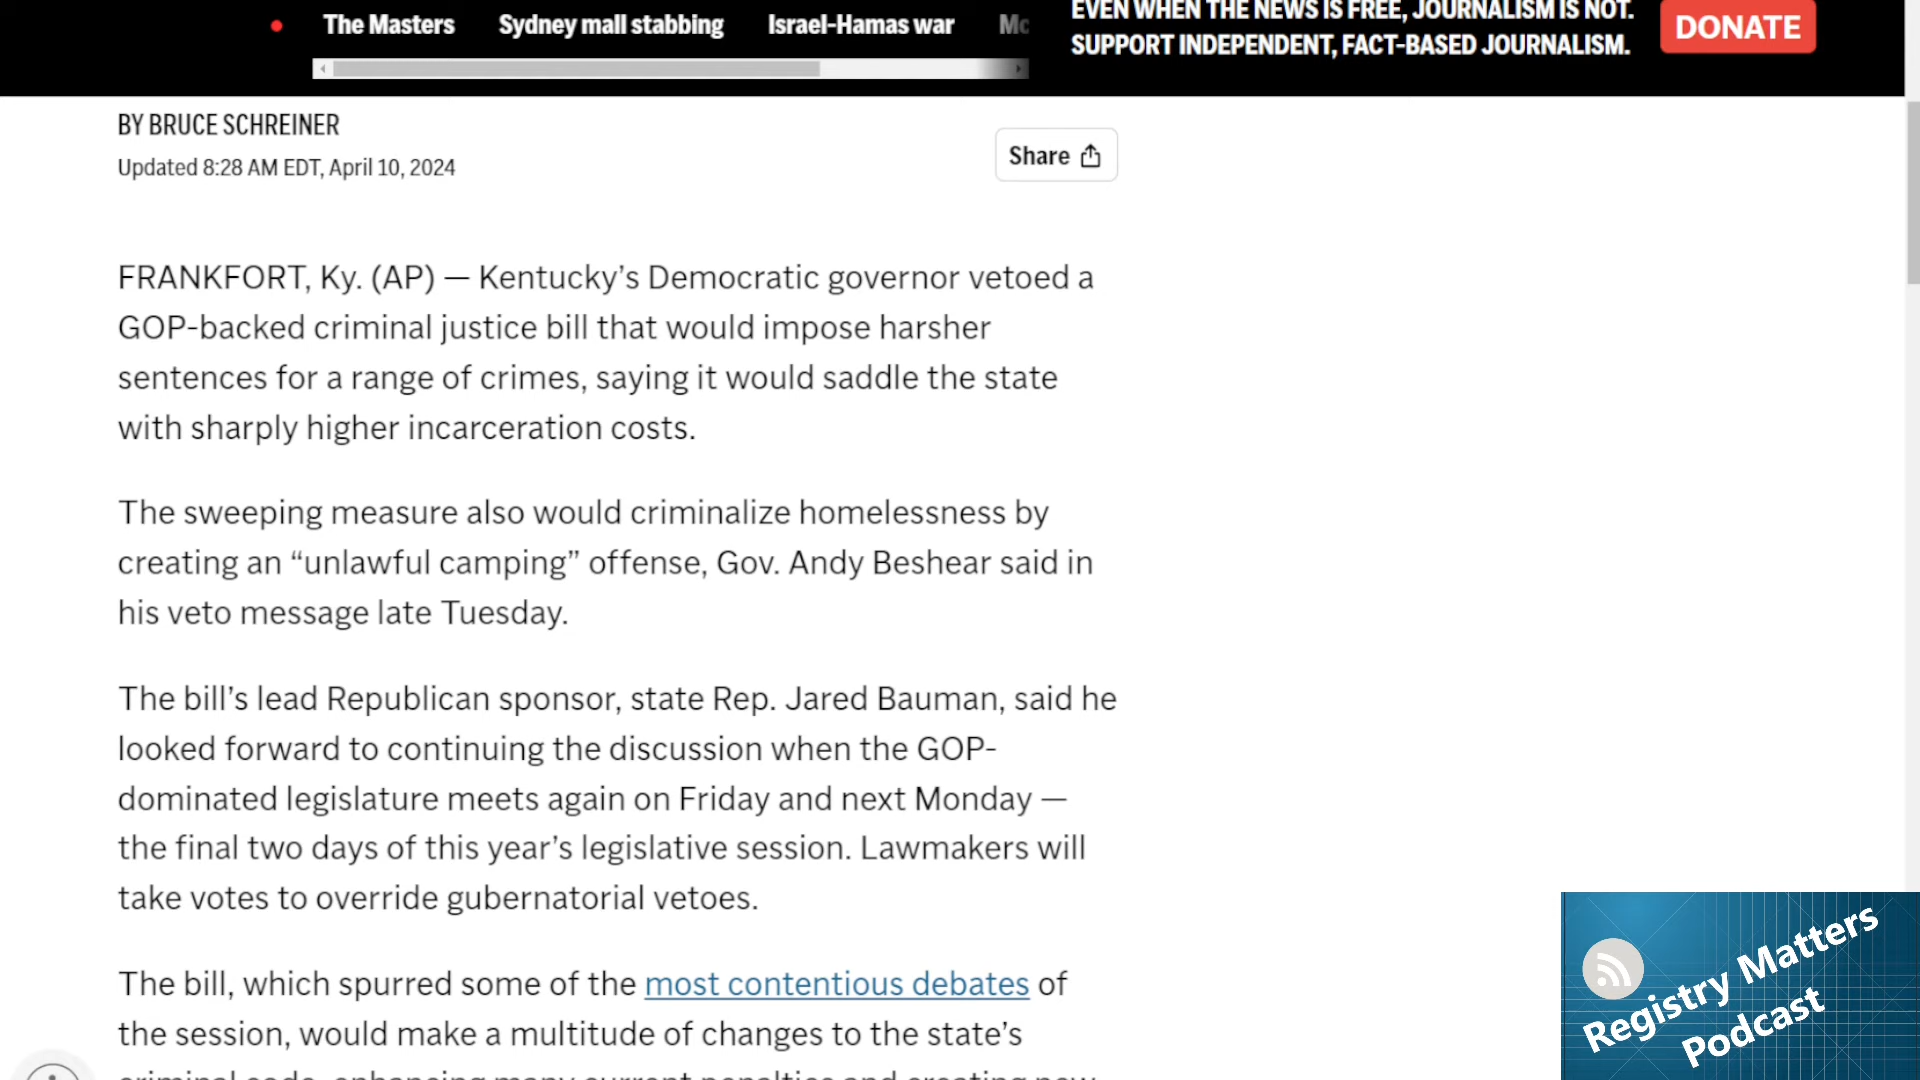 The Masters Sydney mall stabbing Israel-Hamas war Mc
EVEN WHEN THE NEWS IS FREE, JOURNALISM IS NOT.
SUPPORT INDEPENDENT, FACT-BASED JOURNALISM.
DONATE
BY BRUCE SCHREINER
Updated 8:28 AM EDT, April 10, 2024
Share
FRANKFORT, Ky. (AP) — Kentucky’s Democratic governor vetoed a
GOP-backed criminal justice bill that would impose harsher
sentences for a range of crimes, saying it would saddle the state
with sharply higher incarceration costs.
The sweeping measure also would criminalize homelessness by
creating an “unlawful camping” offense, Gov. Andy Beshear said in
his veto message late Tuesday.
The bill’s lead Republican sponsor, state Rep. Jared Bauman, said he
looked forward to continuing the discussion when the GOP-
dominated legislature meets again on Friday and next Monday —
the final two days of this year’s legislative session. Lawmakers will
take votes to override gubernatorial vetoes.
The bill, which spurred some of the most contentious debates of
the session, would make a multitude of changes to the state’s
criminal code, enhancing many current penalties and creating new
Registry Matters
Podcast